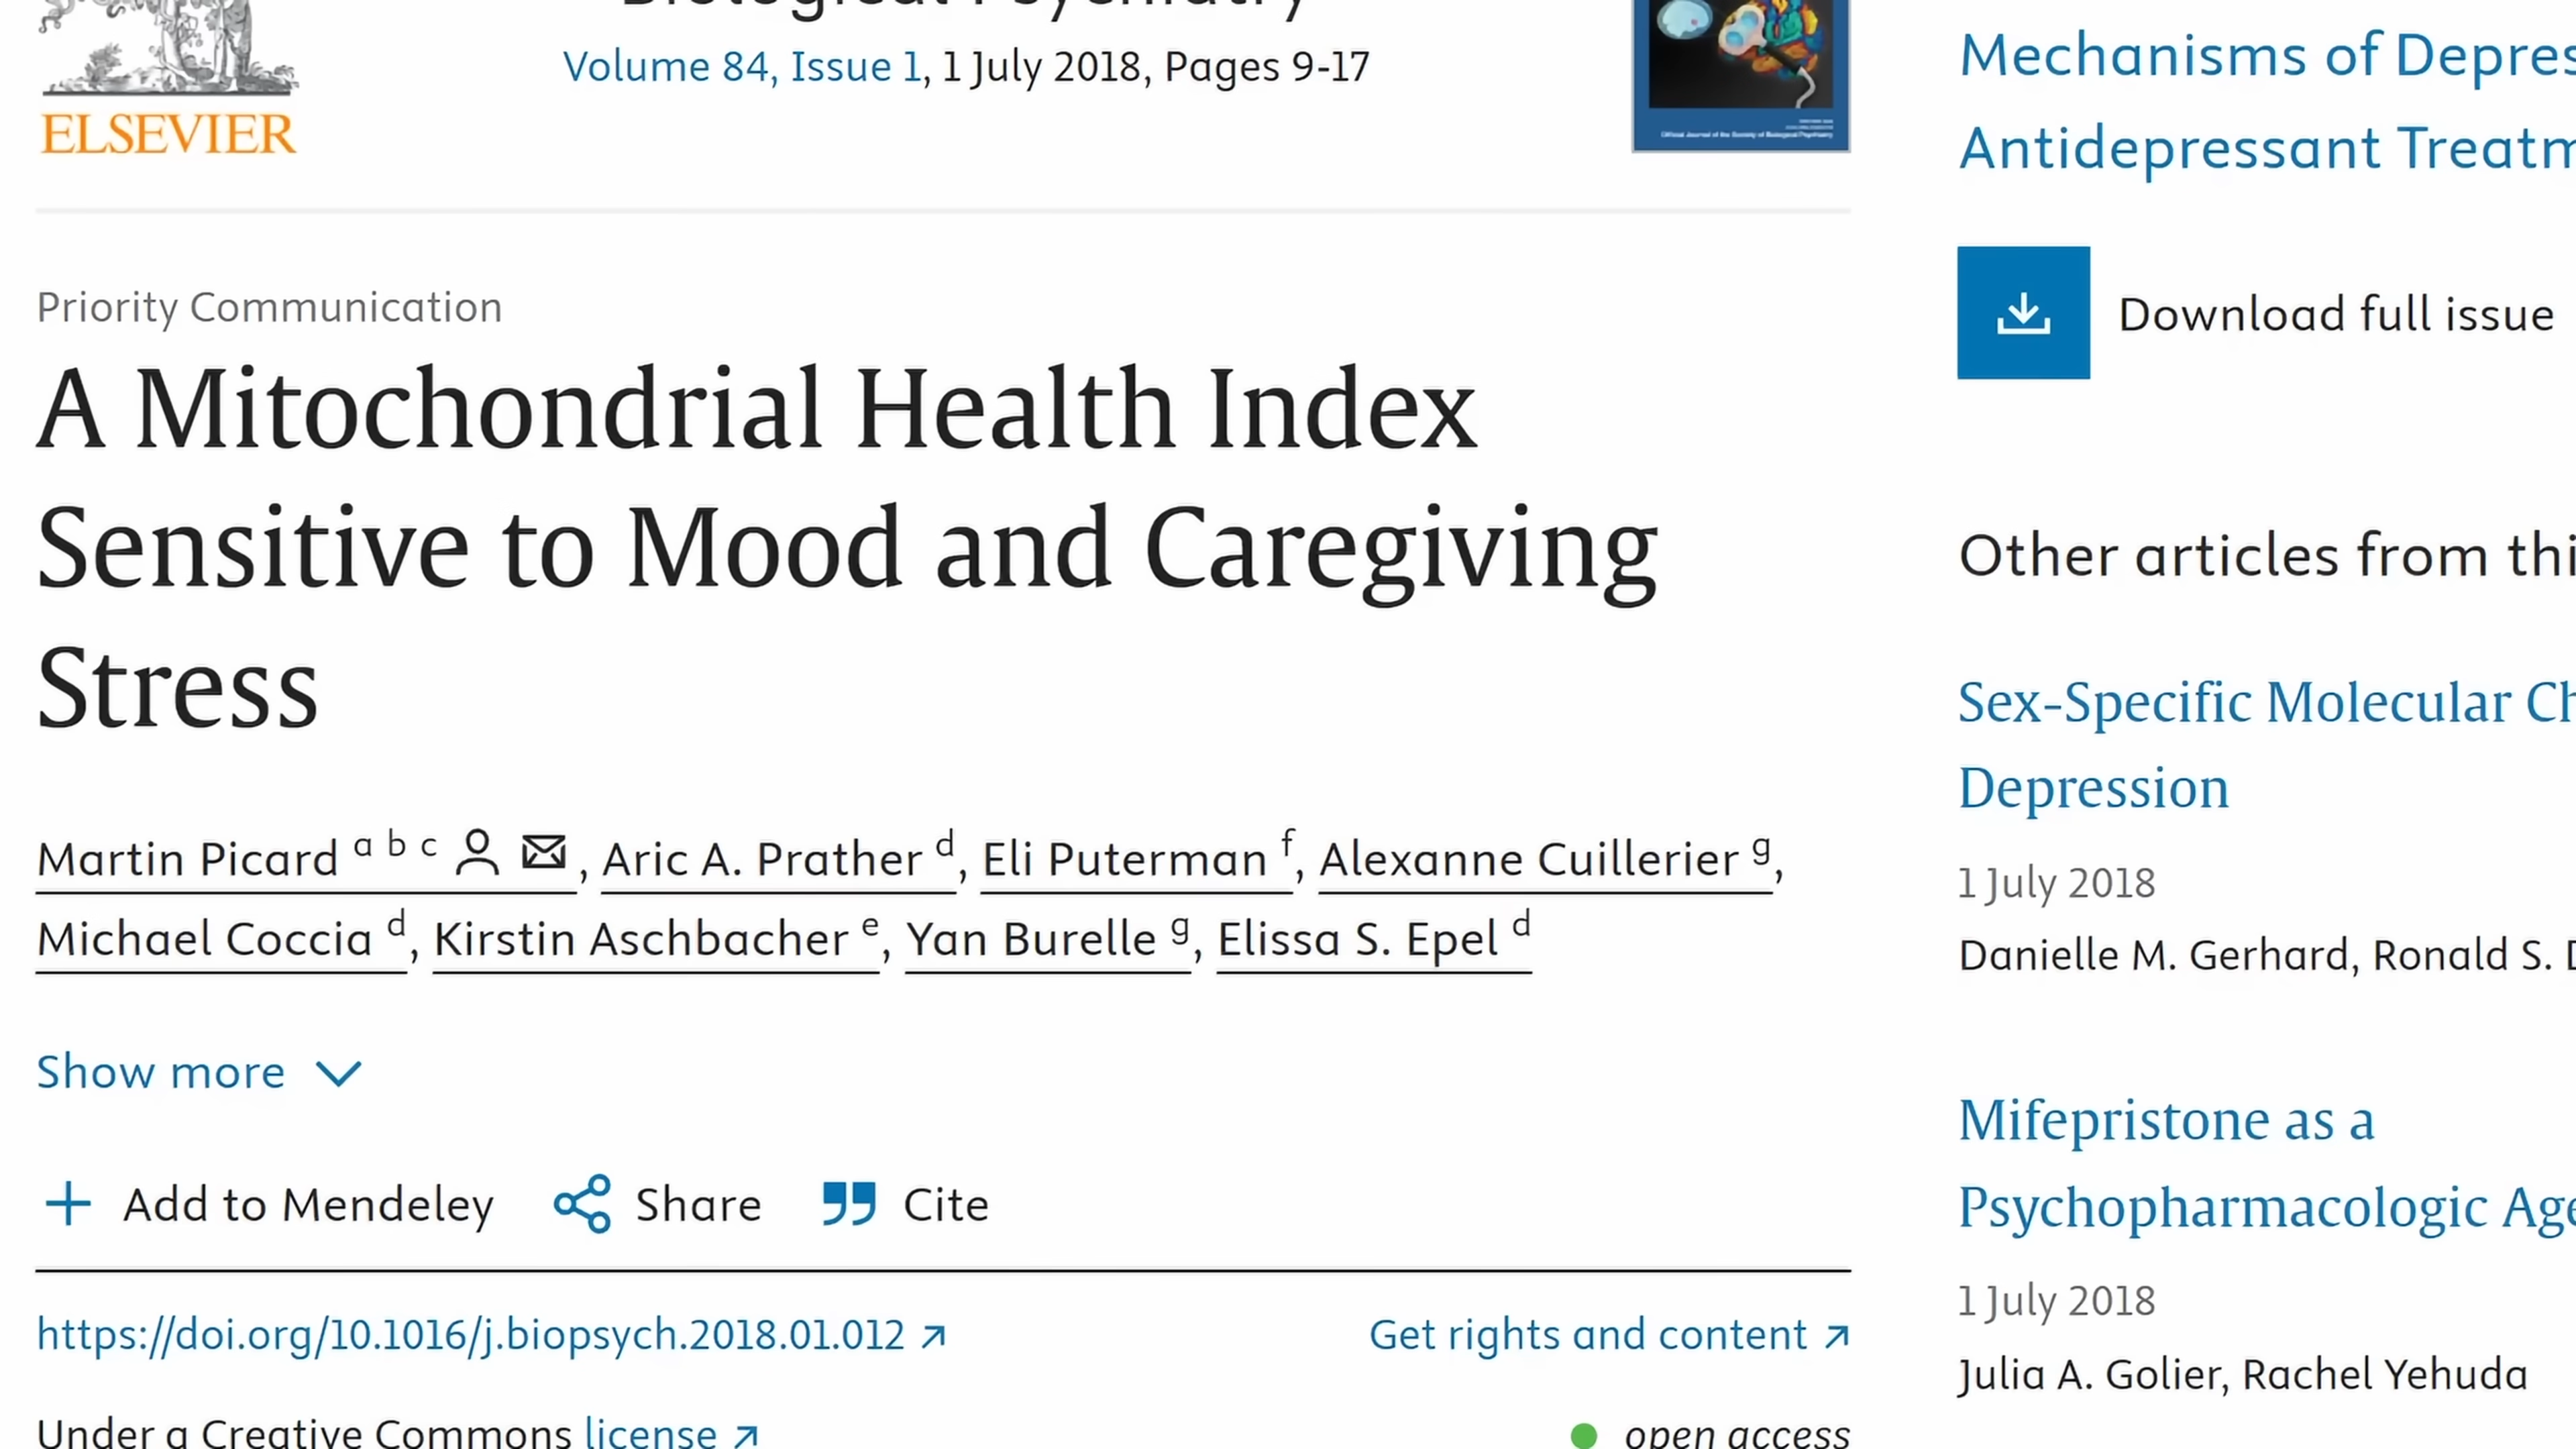 Biological Psychiatry
Volume 84, Issue 1, 1 July 2018, Pages 9-17
ELSEVIER
Priority Communication
A Mitochondrial Health Index
Sensitive to Mood and Caregiving
Stress
Martin Picard a b c, Aric A. Prather d, Eli Puterman f, Alexanne Cuillerier g,
Michael Coccia d, Kirstin Aschbacher e, Yan Burelle g, Elissa S. Epel d
Show more
Add to Mendeley Share Cite
https://doi.org/10.1016/j.biopsych.2018.01.012
Get rights and content
Under a Creative Commons license
open access
Mechanisms of Depres
Antidepressant Treatm
Download full issue
Other articles from thi
Sex-Specific Molecular Ch
Depression
1 July 2018
Danielle M. Gerhard, Ronald S. D
Mifepristone as a
Psychopharmacologic Age
1 July 2018
Julia A. Golier, Rachel Yehuda